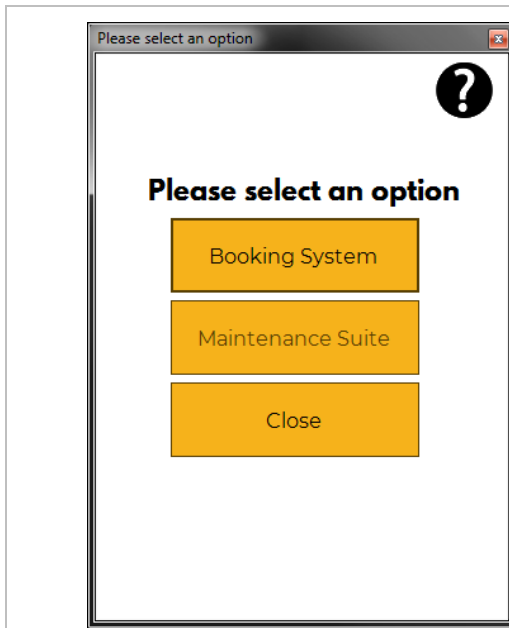 Please select an option
?
Please select an option
Booking System
Maintenance Suite
Close